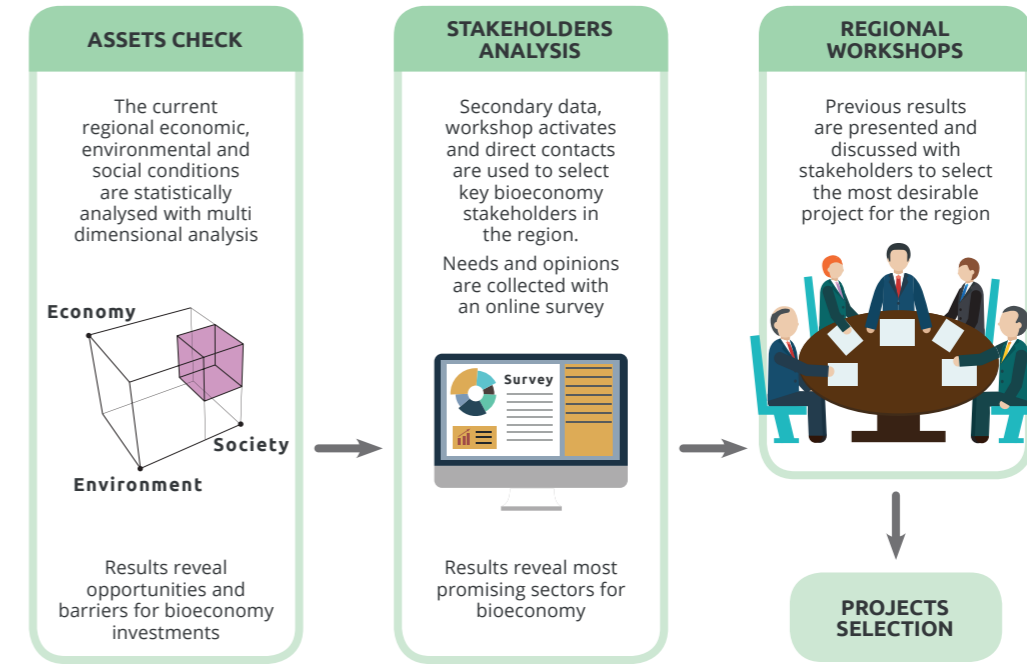 ASSETS CHECK
The current
regional economic,
environmental and
social conditions
are statistically
analysed with multi
dimensional analysis
Economy
Society
Environment
Results reveal
opportunities and
barriers for bioeconomy
investments
STAKEHOLDERS
ANALYSIS
Secondary data,
workshop activates
and direct contacts
are used to select
key bioeconomy
stakeholders in
the region.
Needs and opinions
are collected with
an online survey
Survey
Results reveal most
promising sectors for
bioeconomy
REGIONAL
WORKSHOPS
Previous results
are presented and
discussed with
stakeholders to select
the most desirable
project for the region
PROJECTS
SELECTION